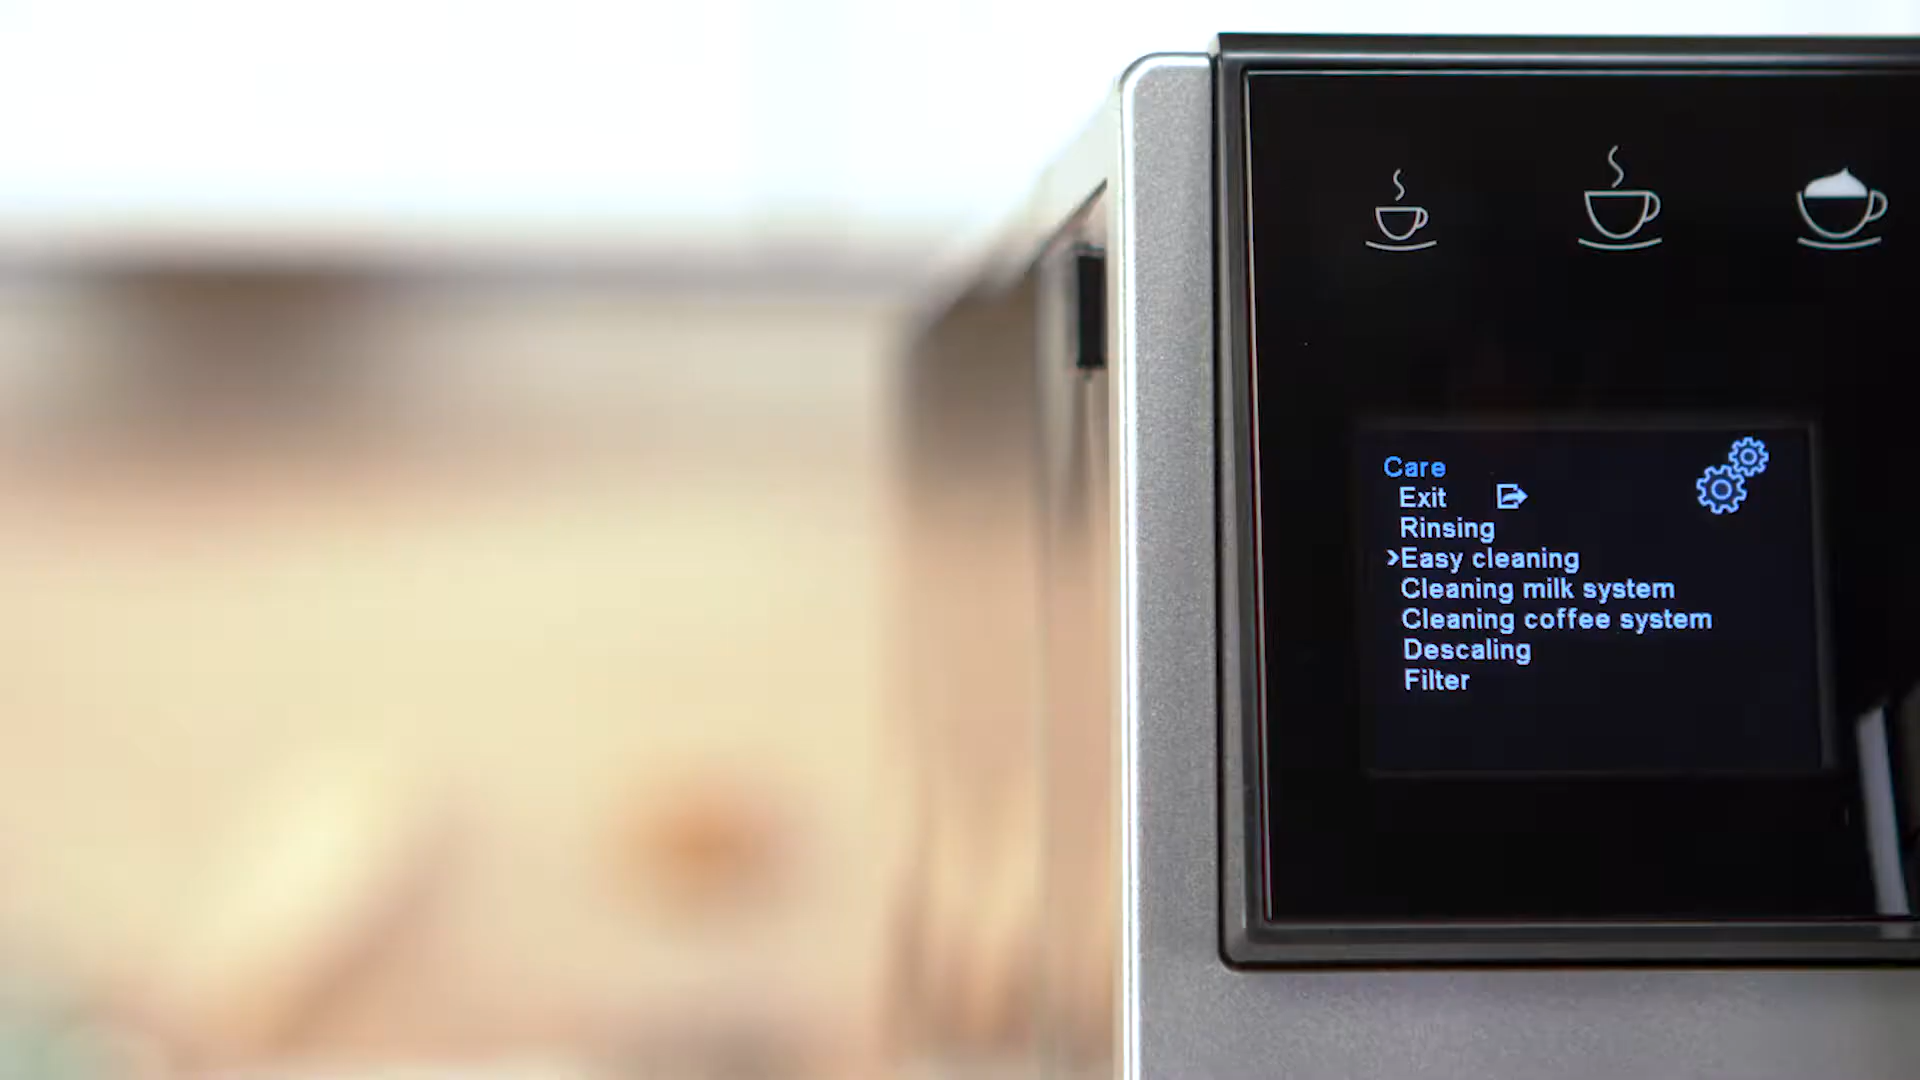 Care
Exit
Rinsing
›Easy cleaning
Cleaning milk system
Cleaning coffee system
Descaling
Filter